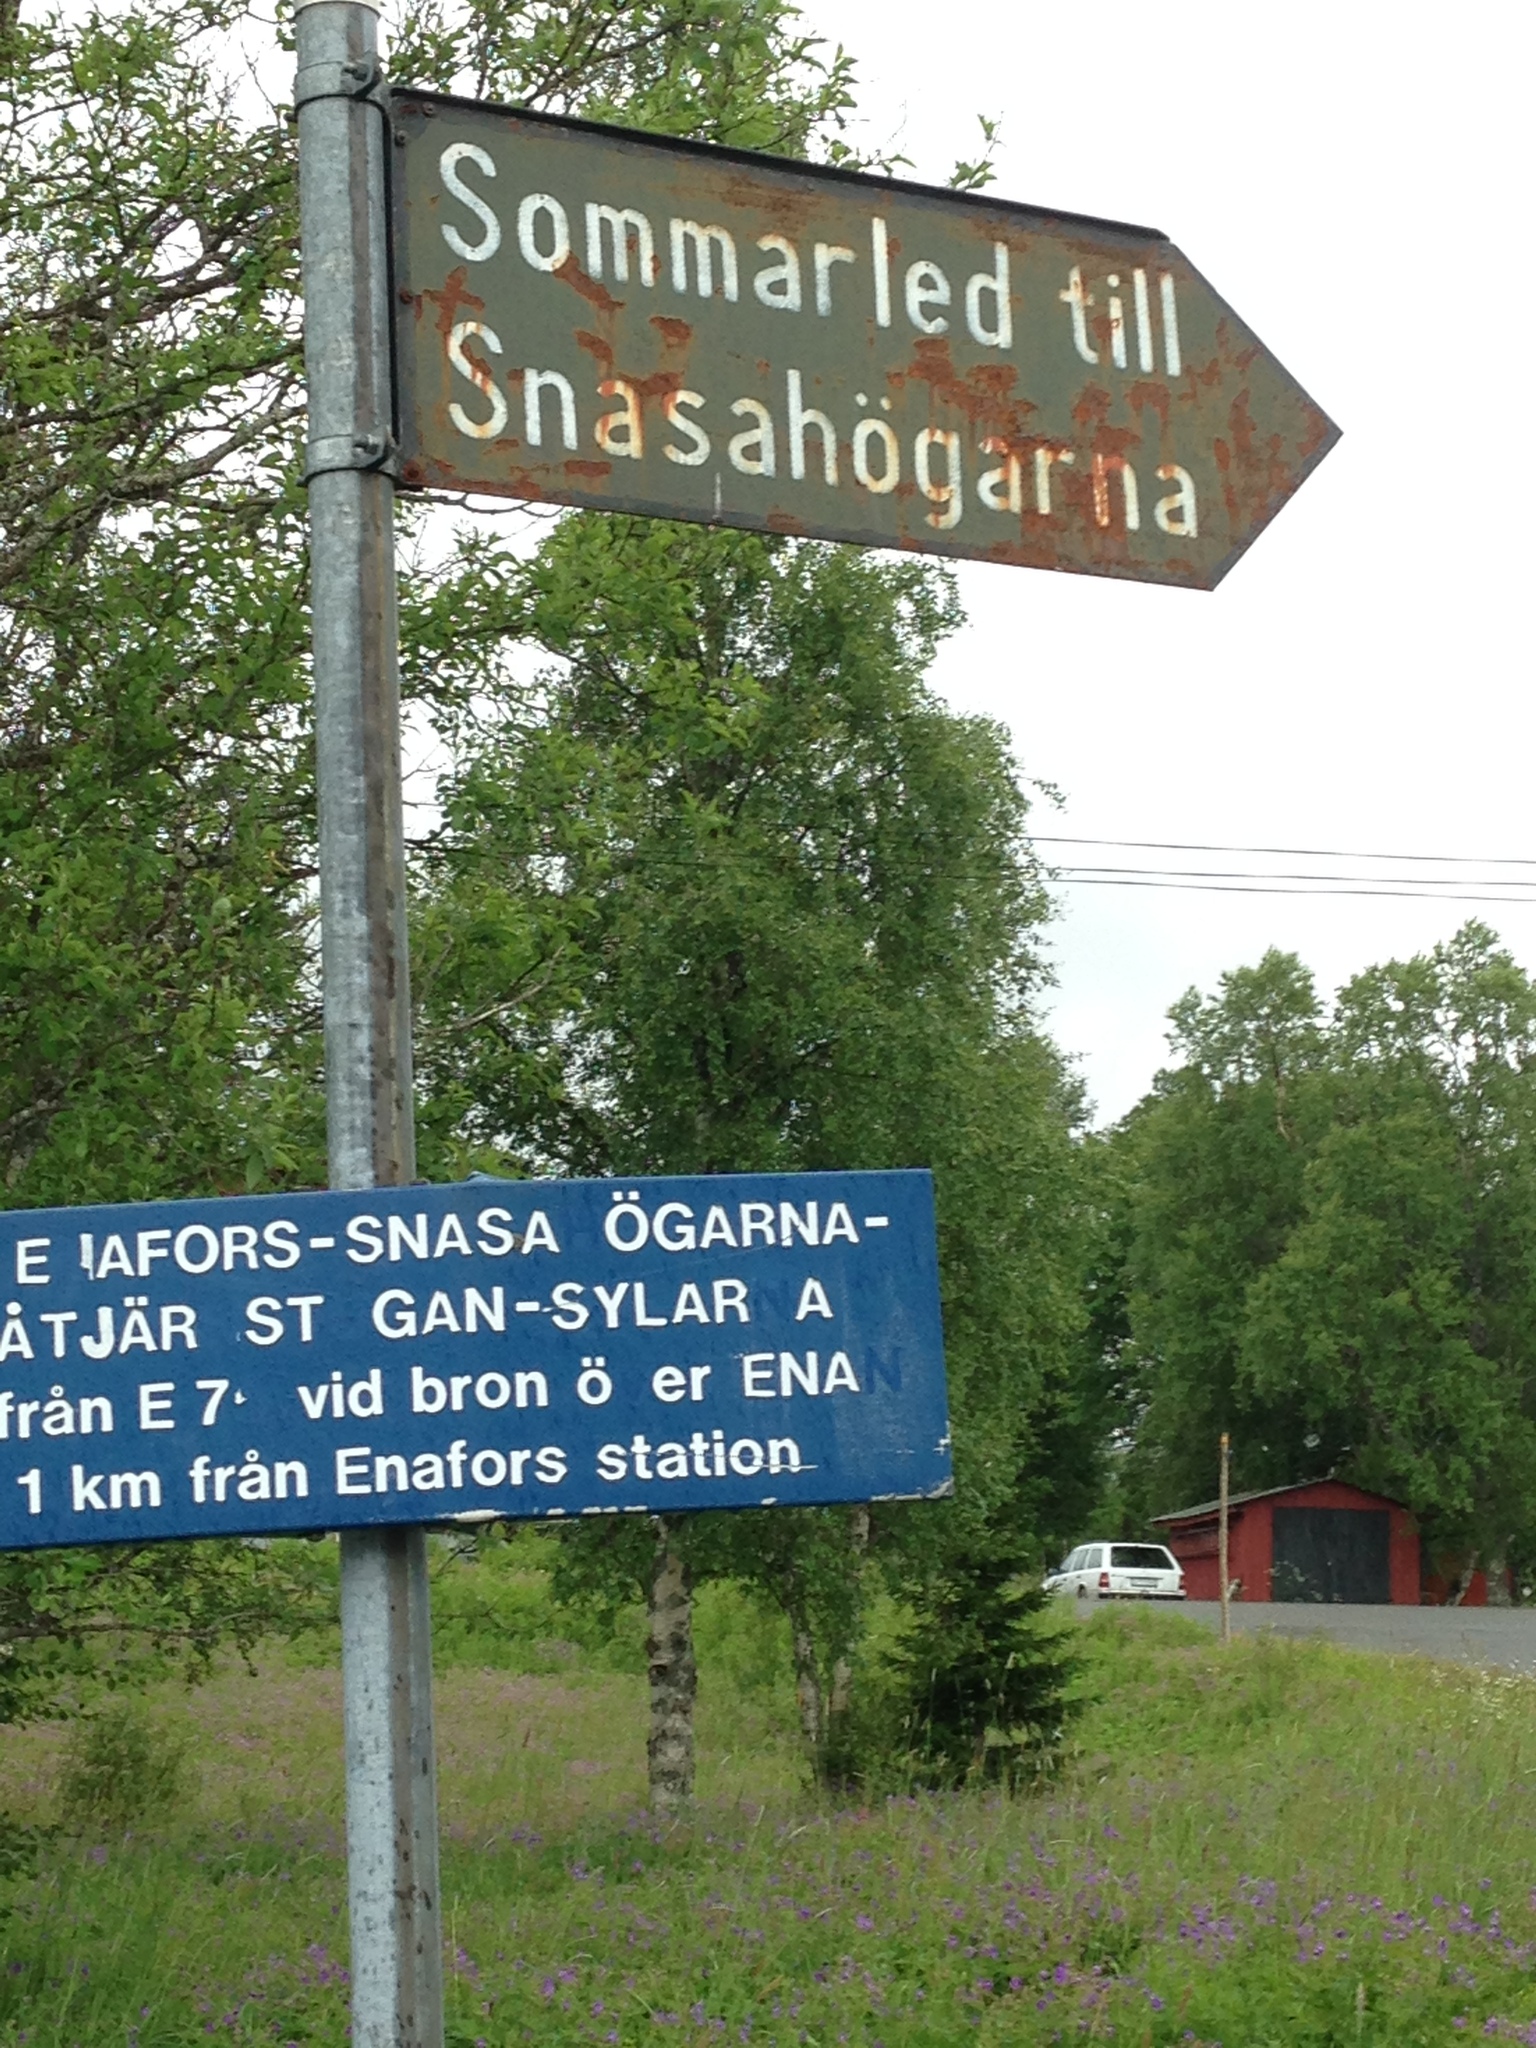 Sommarled till
Snasahögarna
E AFORS-SNASA ÖGARNA-
ÅTJÄR ST GAN-SYLAR A
från E 7 vid bron ö er ENA
1 km från Enafors station